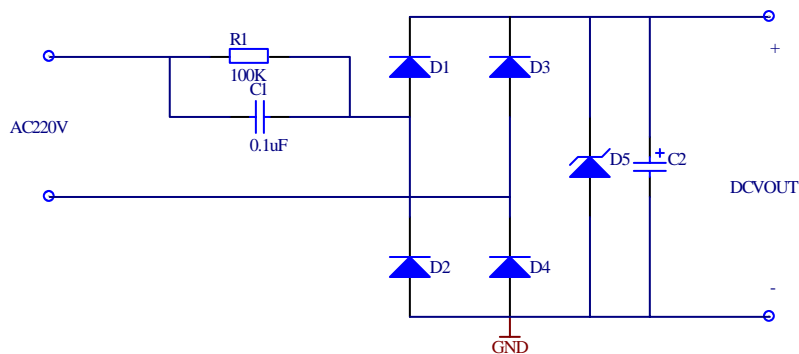 R1
100K
C1
0.1uF
AC220V
D1
D3
D5
+
C2
+
DCVOUT
D2
D4
-
GND